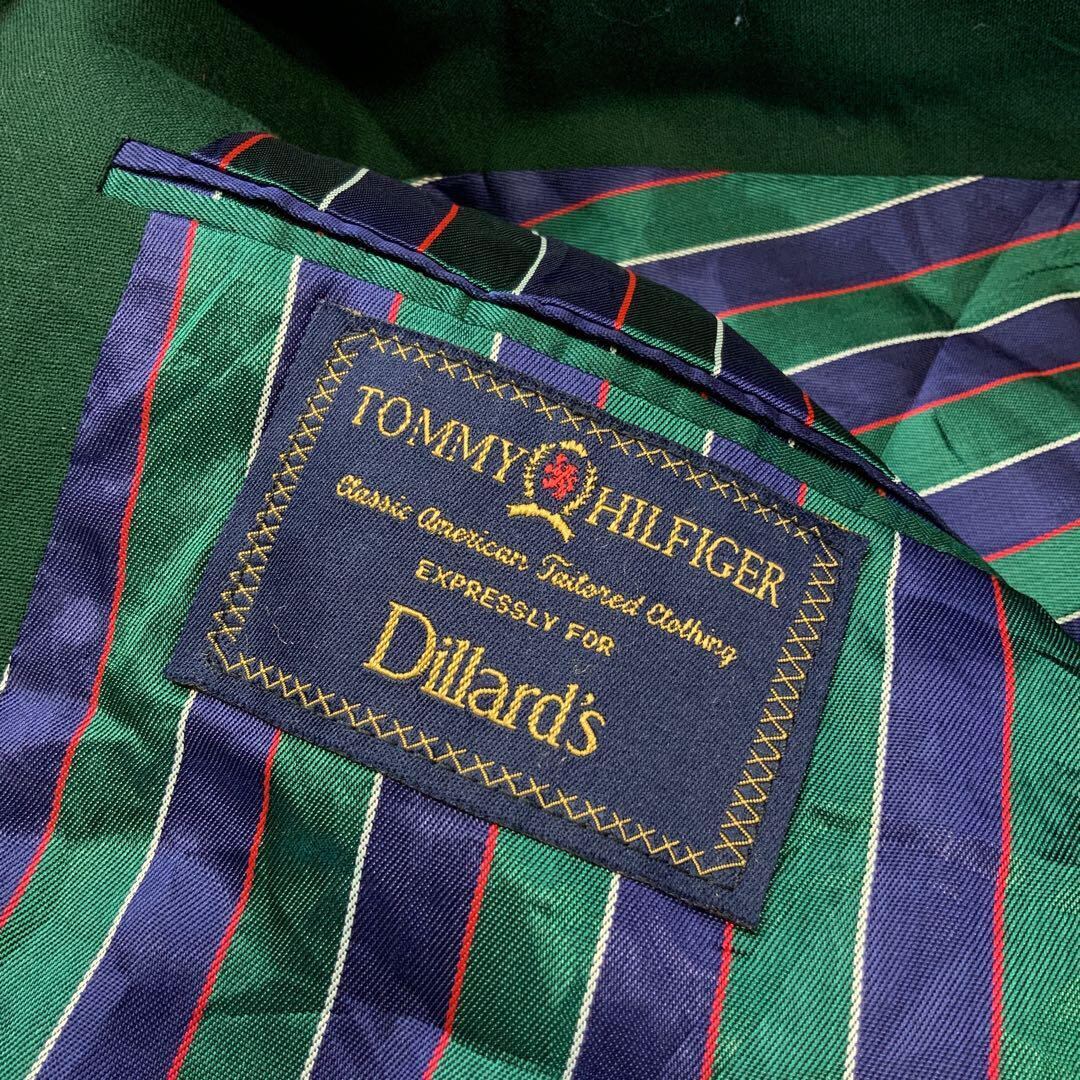 TOMMY HILFIGER
Classic American Tailored Clothing
EXPRESSLY FOR
Dillard's